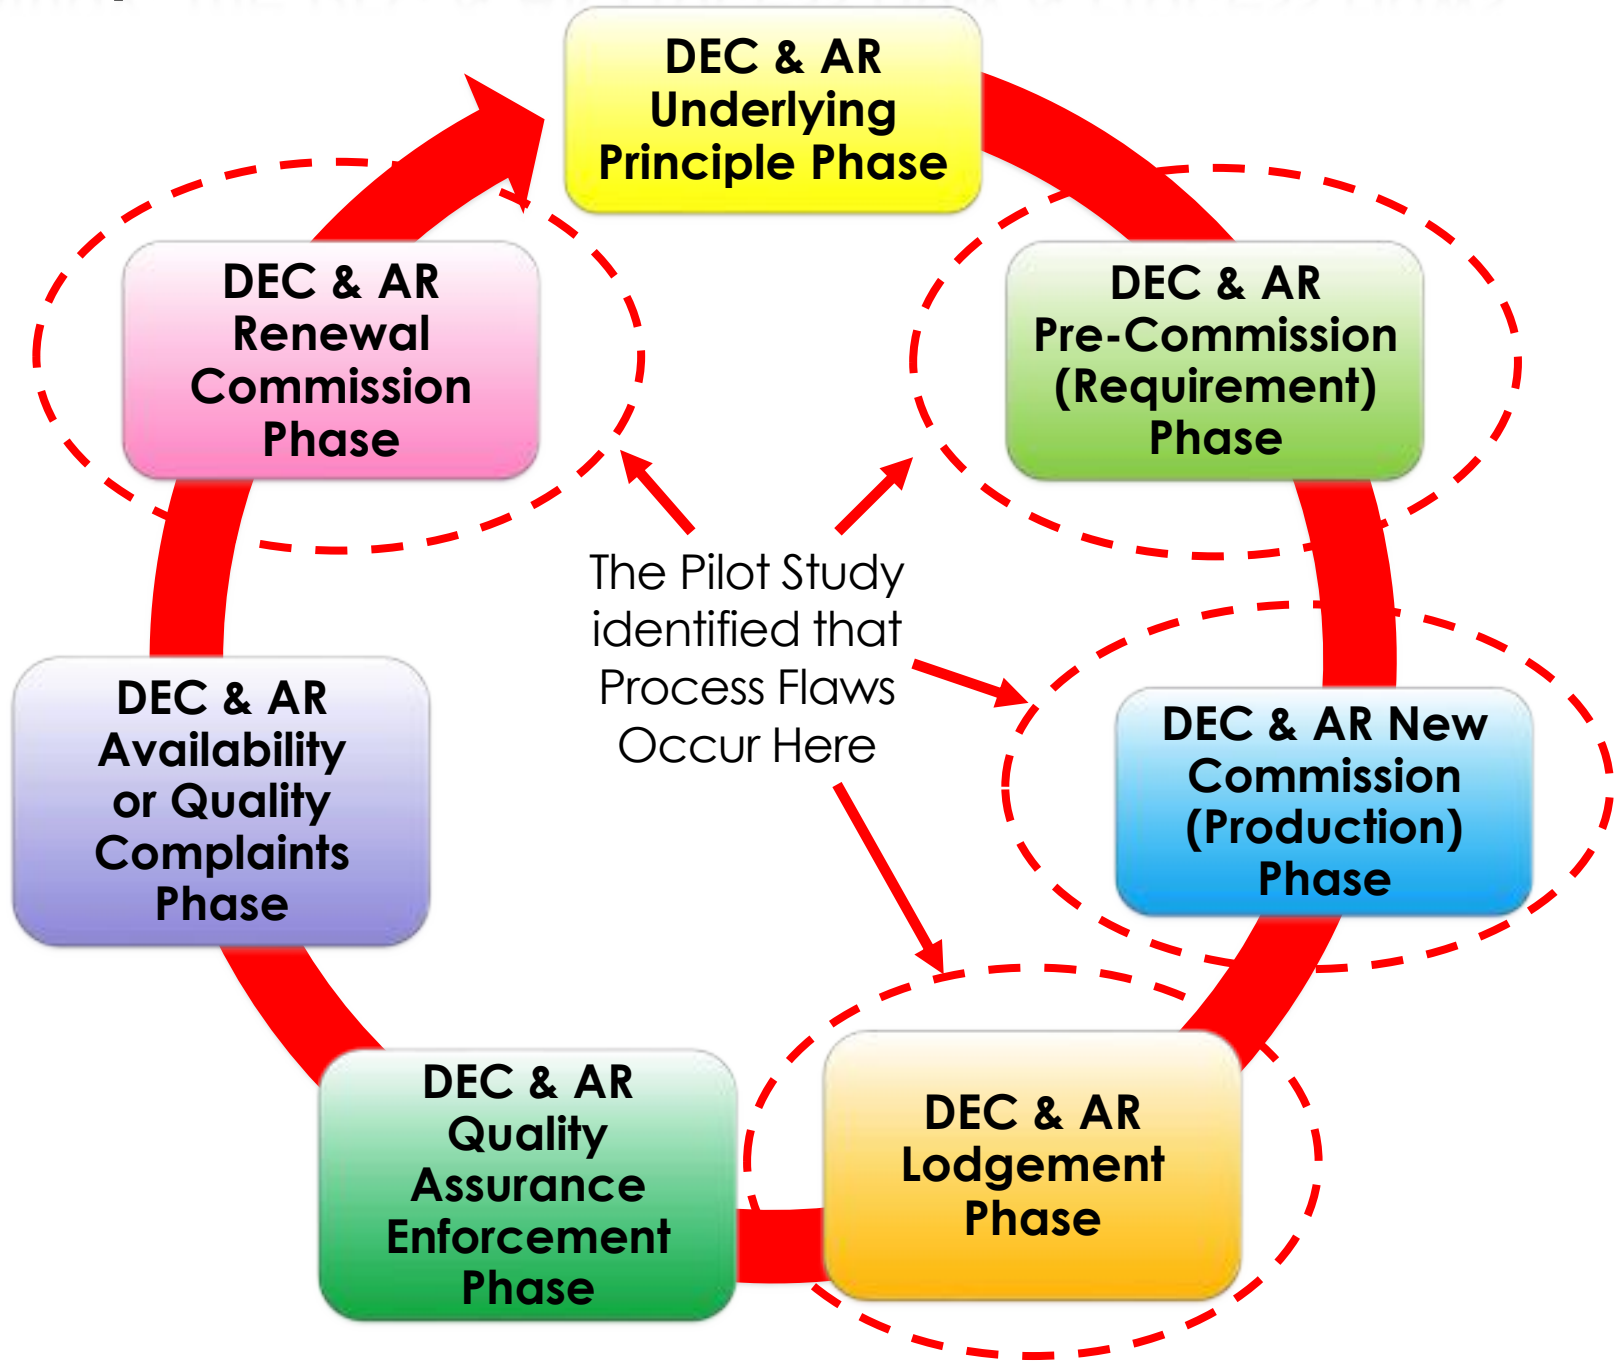 DEC & AR
Underlying
Principle Phase
DEC & AR
Pre-Commission
(Requirement)
Phase
DEC & AR New
Commission
(Production)
Phase
DEC & AR
Lodgement
Phase
DEC & AR
Quality
Assurance
Enforcement
Phase
DEC & AR
Availability
or Quality
Complaints
Phase
DEC & AR
Renewal
Commission
Phase
The Pilot Study
identified that
Process Flaws
Occur Here